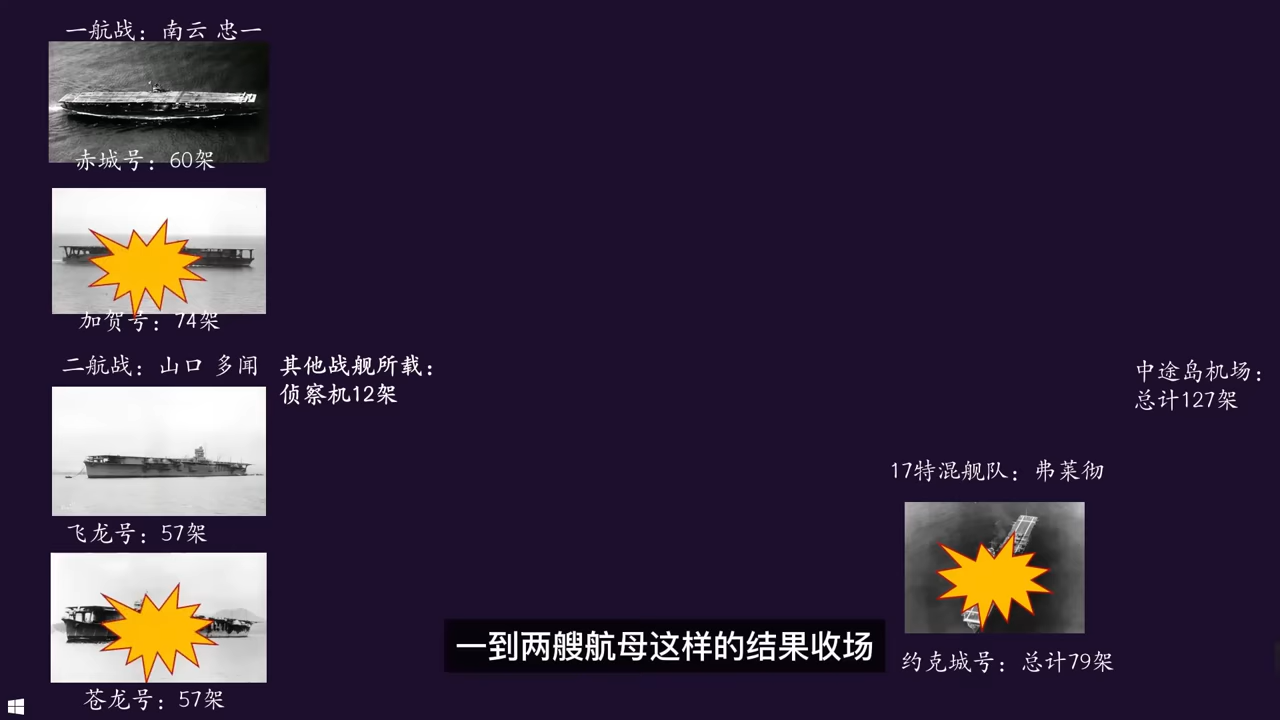 一航战：南云 忠一
赤城号：60架
加贺号：74架
二航战：山口 多闻
其他战舰所载：
侦察机12架
飞龙号：57架
苍龙号：57架
中途岛机场：
总计127架
17特混舰队：弗莱彻
约克城号：总计79架
一到两艘航母这样的结果收场